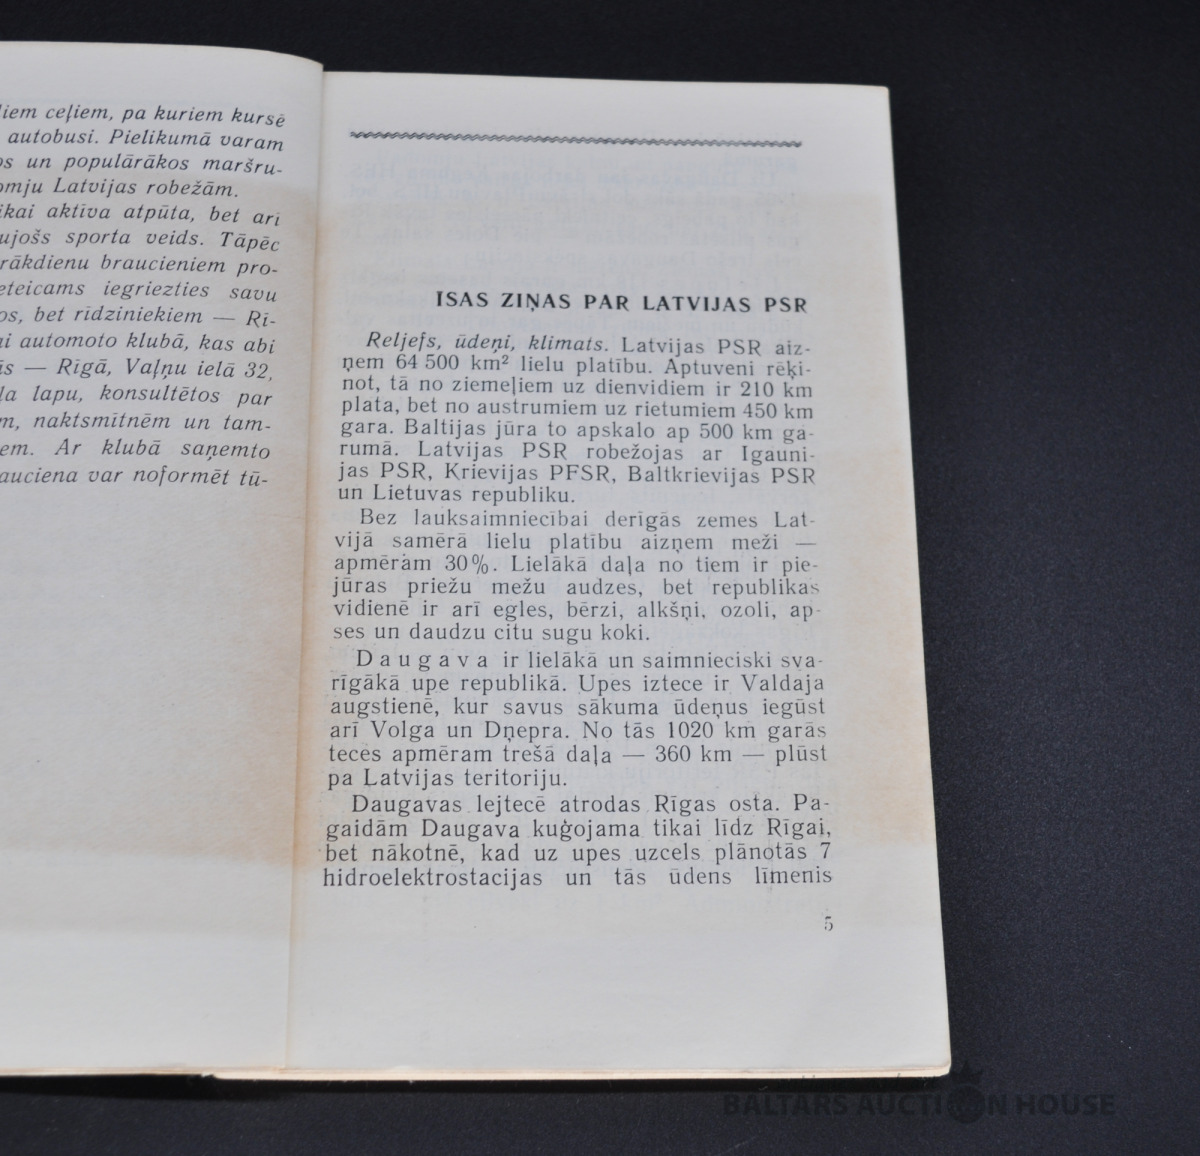 liem ceļiem, pa kuriem kursē
autobusi. Pielikumā varam
os un populārākos maršru-
omju Latvijas robežām.
ikai aktīva atpūta, bet arī
ujošs sporta veids. Tāpēc
rākdienu braucieniem pro-
eteicams iegriezties savu
os, bet rīdziniekiem — Rī-
ai automoto klubā, kas abi
ās — Rīgā, Vaļņu ielā 32,
ļa lapu, konsultētos par
m, naktsmītnēm un tam-
iem. Ar klubā saņemto
auciena var noformēt tū-
ISAS ZIŅAS PAR LATVIJAS PSR
Reljefs, ūdeņi, klimats. Latvijas PSR aiz-
ņem 64 500 km² lielu platību. Aptuveni rēķi-
not, tā no ziemeļiem uz dienvidiem ir 210 km
plata, bet no austrumiem uz rietumiem 450 km
gara. Baltijas jūra to apskalo ap 500 km ga-
rumā. Latvijas PSR robežojas ar Igauni-
jas PSR, Krievijas PFSR, Baltkrievijas PSR
un Lietuvas republiku.
Bez lauksaimniecībai derīgās zemes Lat-
vijā samērā lielu platību aizņem meži —
apmēram 30%. Lielākā daļa no tiem ir pie-
jūras priežu mežu audzes, bet republikas
vidienē ir arī egles, bērzi, alkšņi, ozoli, ap-
ses un daudzu citu sugu koki.
Daugava ir lielākā un saimnieciski sva-
rīgākā upe republikā. Upes iztece ir Valdaja
augstienē, kur savus sākuma ūdeņus iegūst
arī Volga un Dņepra. No tās 1020 km garās
teces apmēram trešā daļa — 360 km — plūst
pa Latvijas teritoriju.
Daugavas lejtecē atrodas Rīgas osta. Pa-
gaidām Daugava kuģojama tikai līdz Rīgai,
bet nākotnē, kad uz upes uzcels plānotās 7
hidroelektrostacijas un tās ūdens līmenis
5
BALTARS AUCTION HOUSE